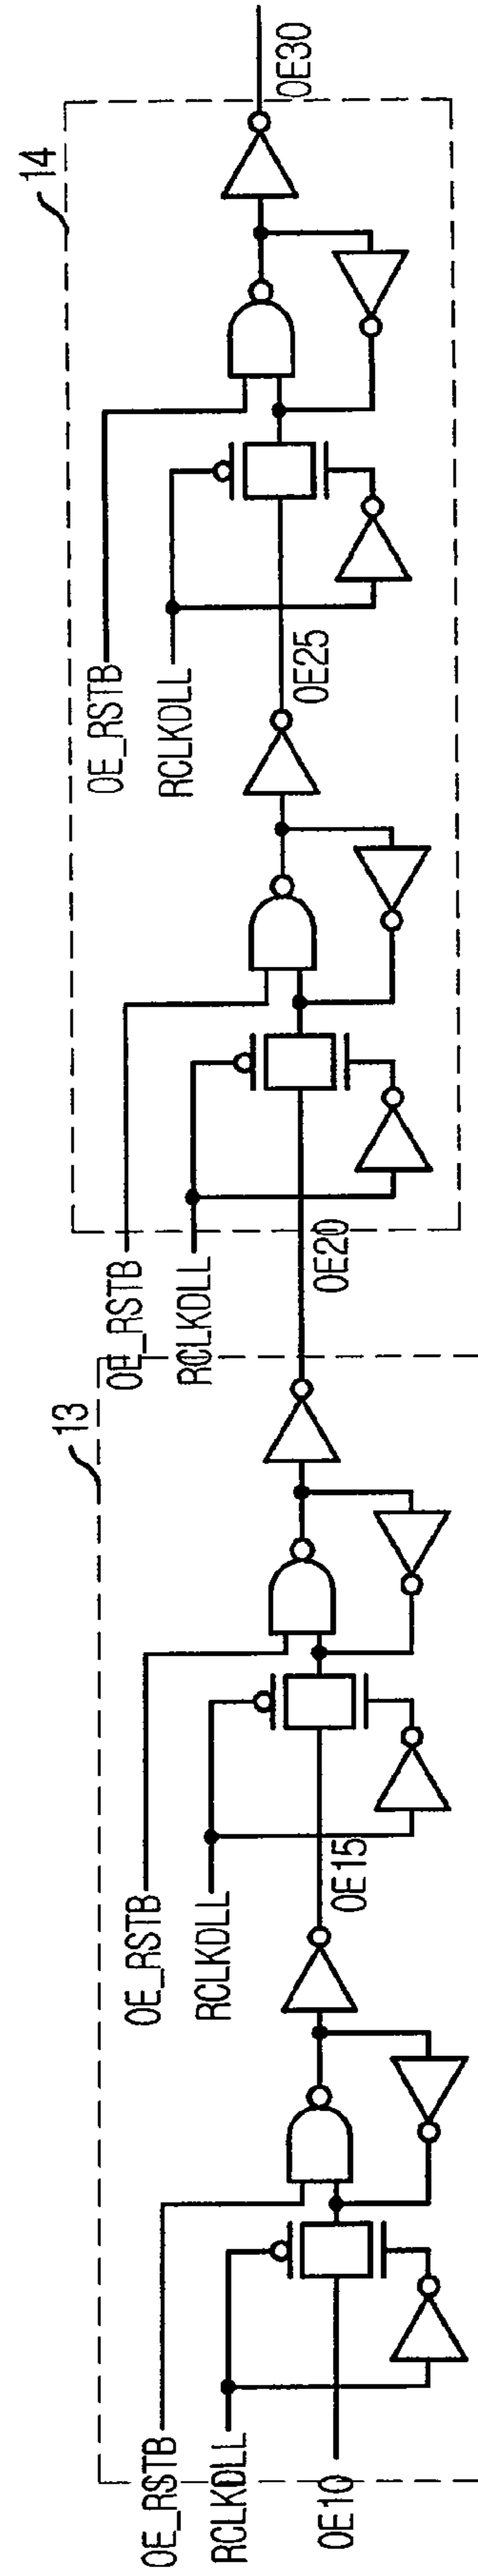 13
OE_RSTB
RCLKDLL
OE10
OE_RSTB
RCLKDLL
OE15
14
OE_RSTB
RCLKDLL
OE20
OE_RSTB
RCLKDLL
OE25
OE30